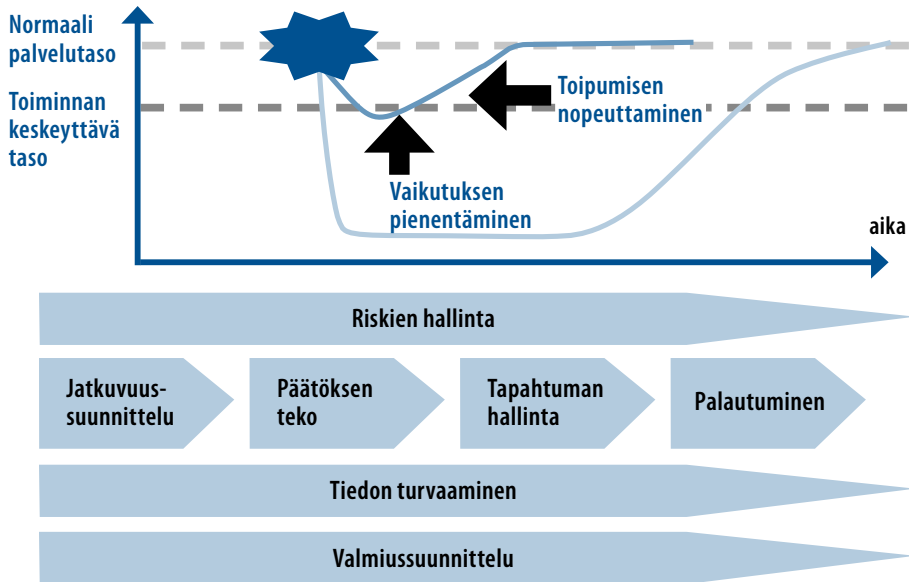 Normaali
palvelutaso
Toiminnan
keskeyttävä
taso
Toipumisen
nopeuttaminen
Vaikutuksen
pienentäminen
aika
Riskien hallinta
Jatkuvuus-
suunnittelu
Päätöksen
teko
Tapahtuman
hallinta
Palautuminen
Tiedon turvaaminen
Valmiussuunnittelu